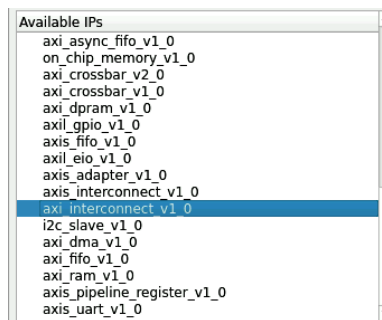 Available IPs
axi_async_fifo_v1_0
on_chip_memory_v1_0
axi_crossbar_v2_0
axi_crossbar_v1_0
axi_dpram_v1_0
axil_gpio_v1_0
axis_fifo_v1_0
axil_eio_v1_0
axis_adapter_v1_0
axis_interconnect_v1_0
axi_interconnect_v1_0
i2c_slave_v1_0
axi_dma_v1_0
axi_fifo_v1_0
axi_ram_v1_0
axis_pipeline_register_v1_0
axis_uart_v1_0